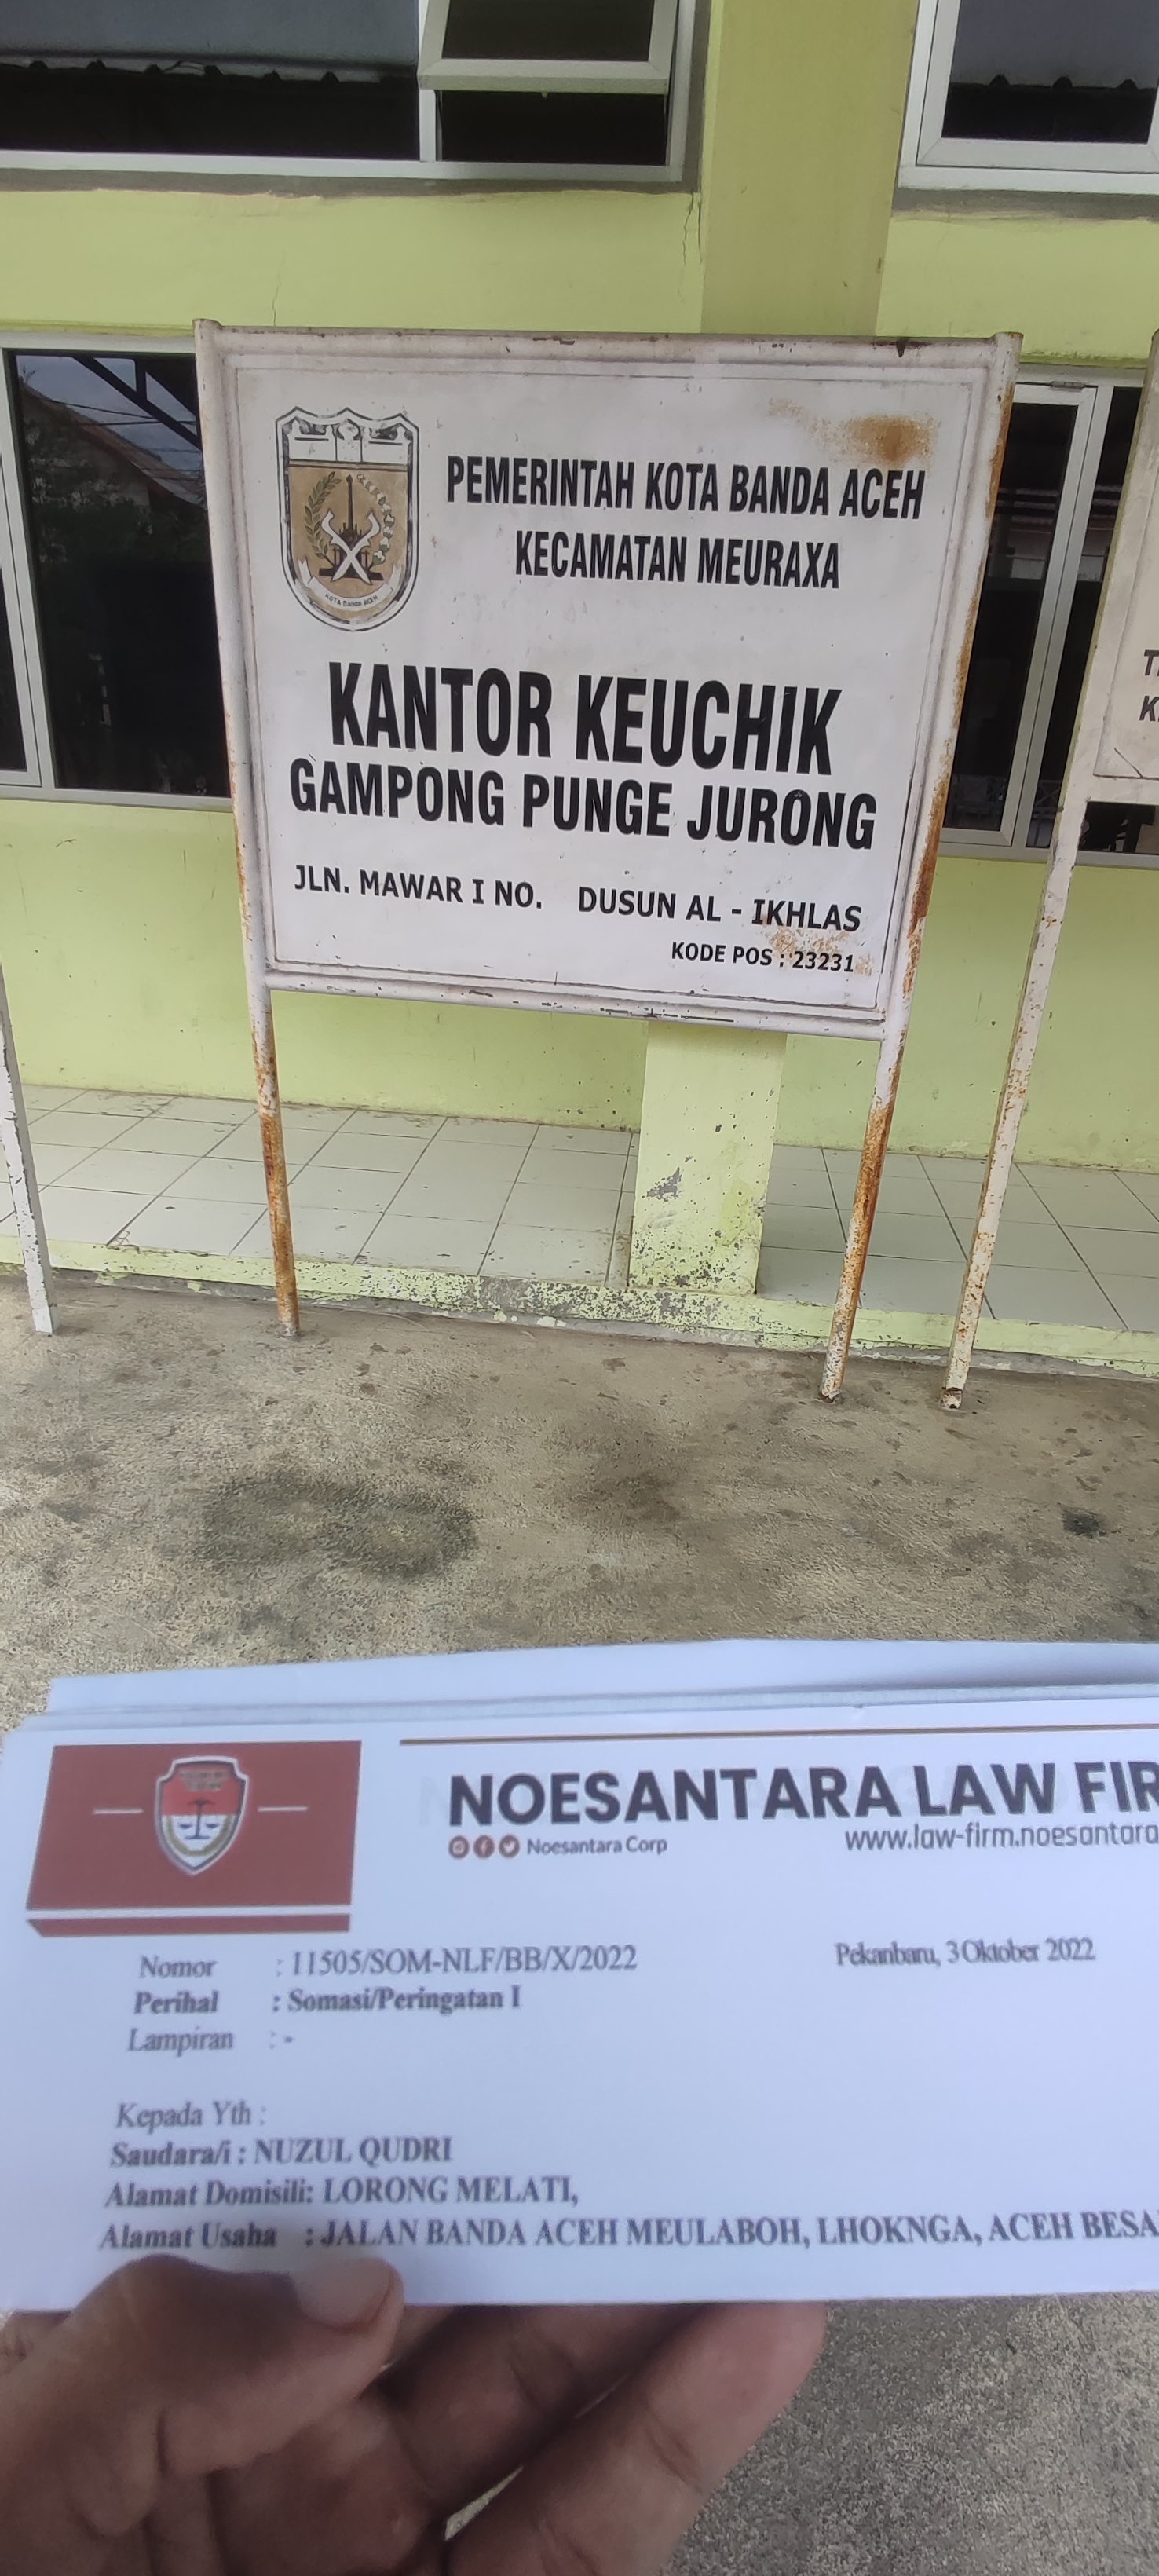 PEMERINTAH KOTA BANDA ACEH
KECAMATAN MEURAXA
KOTA BANDA ACEH
KANTOR KEUCHIK
GAMPONG PUNGE JURONG
JLN. MAWAR I NO. DUSUN AL - IKHLAS
KODE POS : 23231
NOESANTARA LAW FIR
Noesantara Corp www.law-firm.noesantara
Nomor : 11505/SOM-NLF/BB/X/2022 Pekanbaru, 3 Oktober 2022
Perihal : Somasi/Peringatan I
Lampiran : -
Kepada Yth :
Saudara/i : NUZUL QUDRI
Alamat Domisili: LORONG MELATI,
Alamat Usaha : JALAN BANDA ACEH MEULABOH, LHOKNGA, ACEH BESA